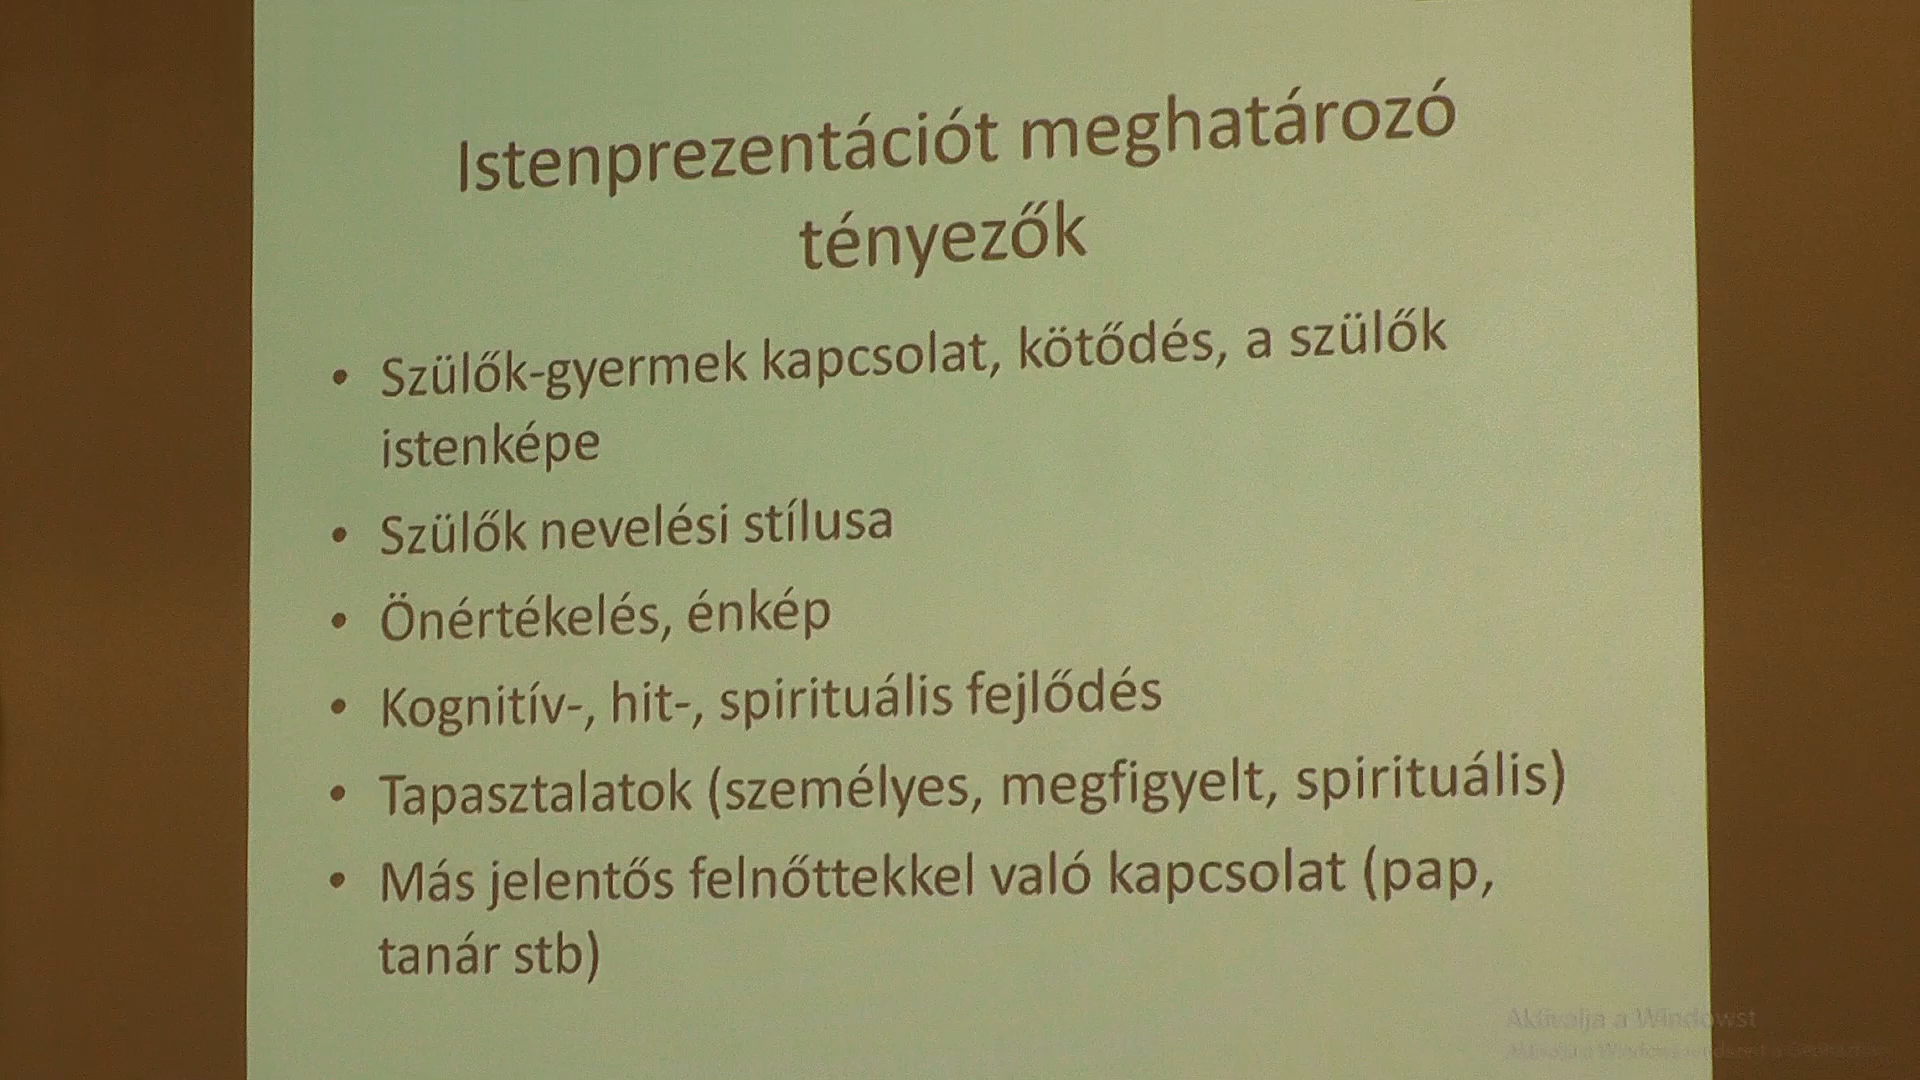 Istenprezentációt meghatározó
tényezők
• Szülők-gyermek kapcsolat, kötődés, a szülők
istenképe
• Szülők nevelési stílusa
• Önértékelés, énkép
• Kognitív-, hit-, spirituális fejlődés
• Tapasztalatok (személyes, megfigyelt, spirituális)
• Más jelentős felnőttekkel való kapcsolat (pap,
tanár stb)
Aktiválja a Windowst